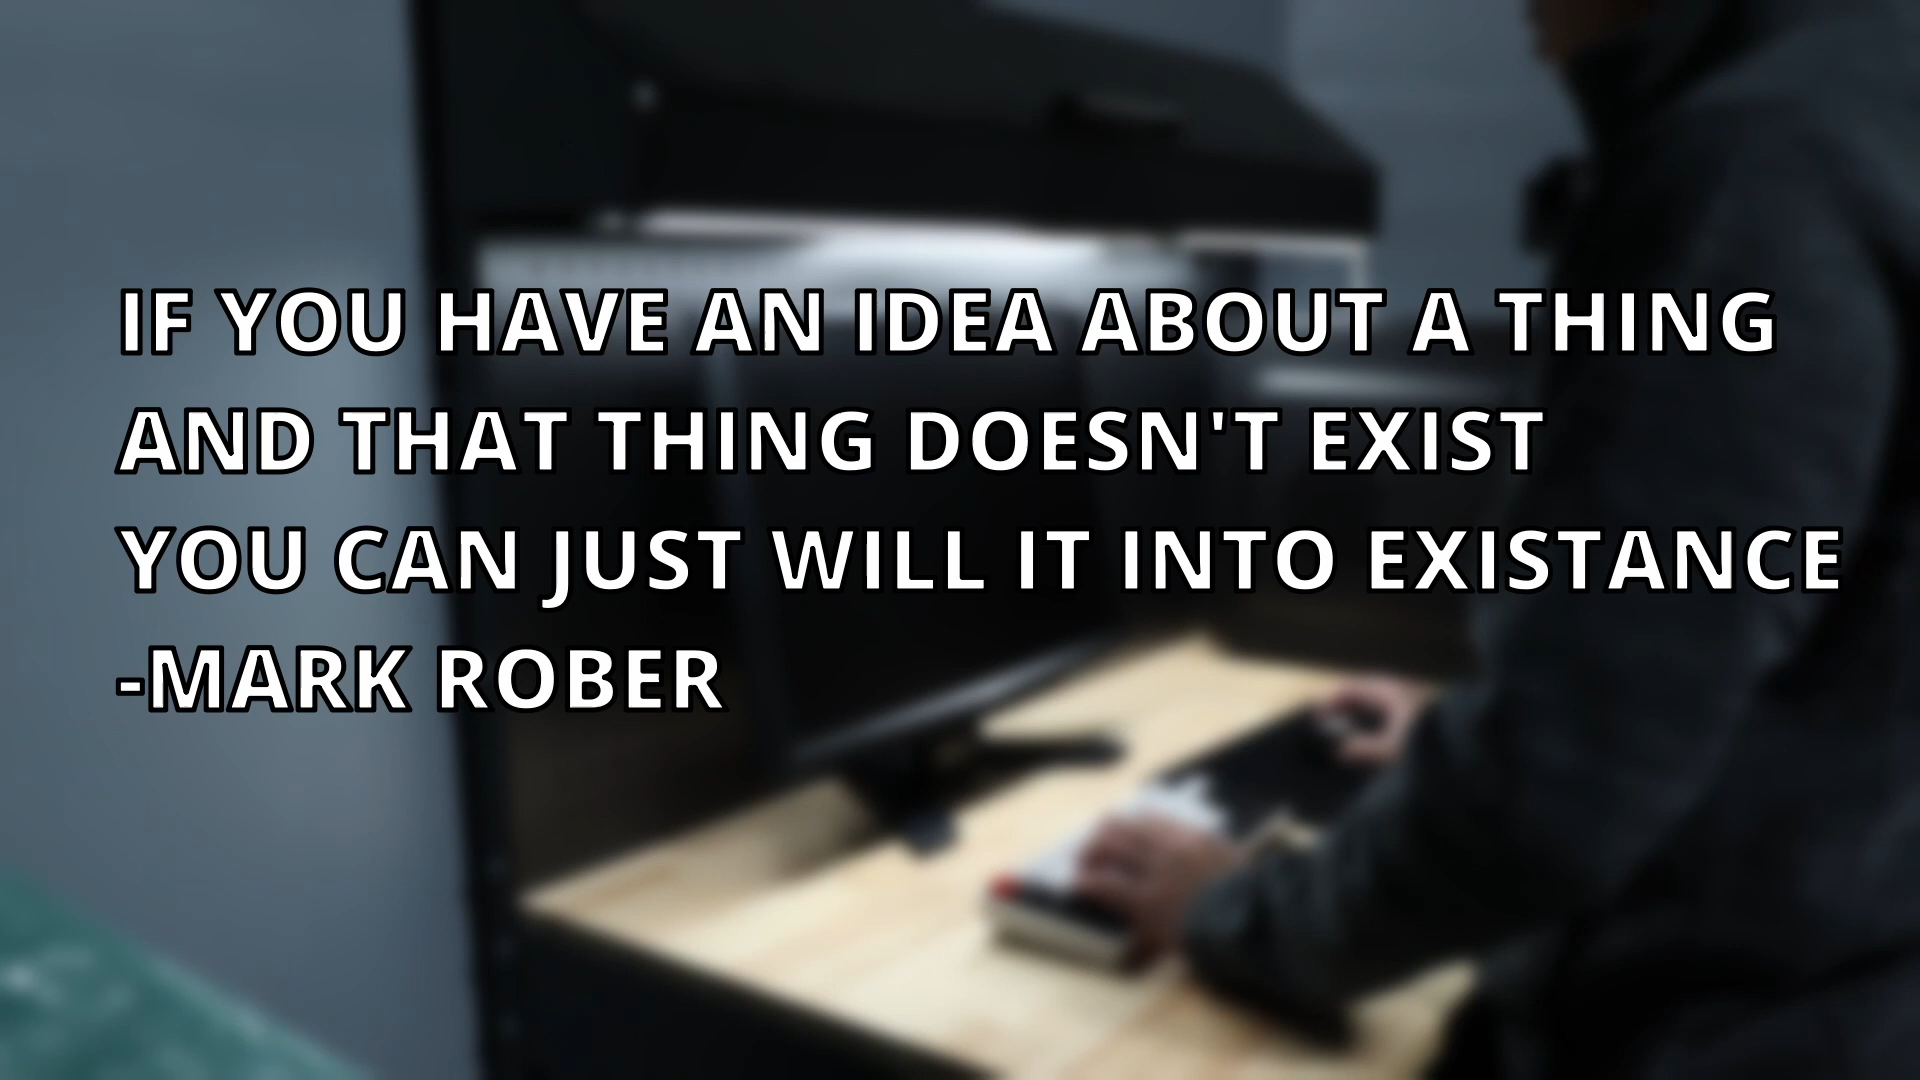 IF YOU HAVE AN IDEA ABOUT A THING
AND THAT THING DOESN'T EXIST
YOU CAN JUST WILL IT INTO EXISTANCE
-MARK ROBER